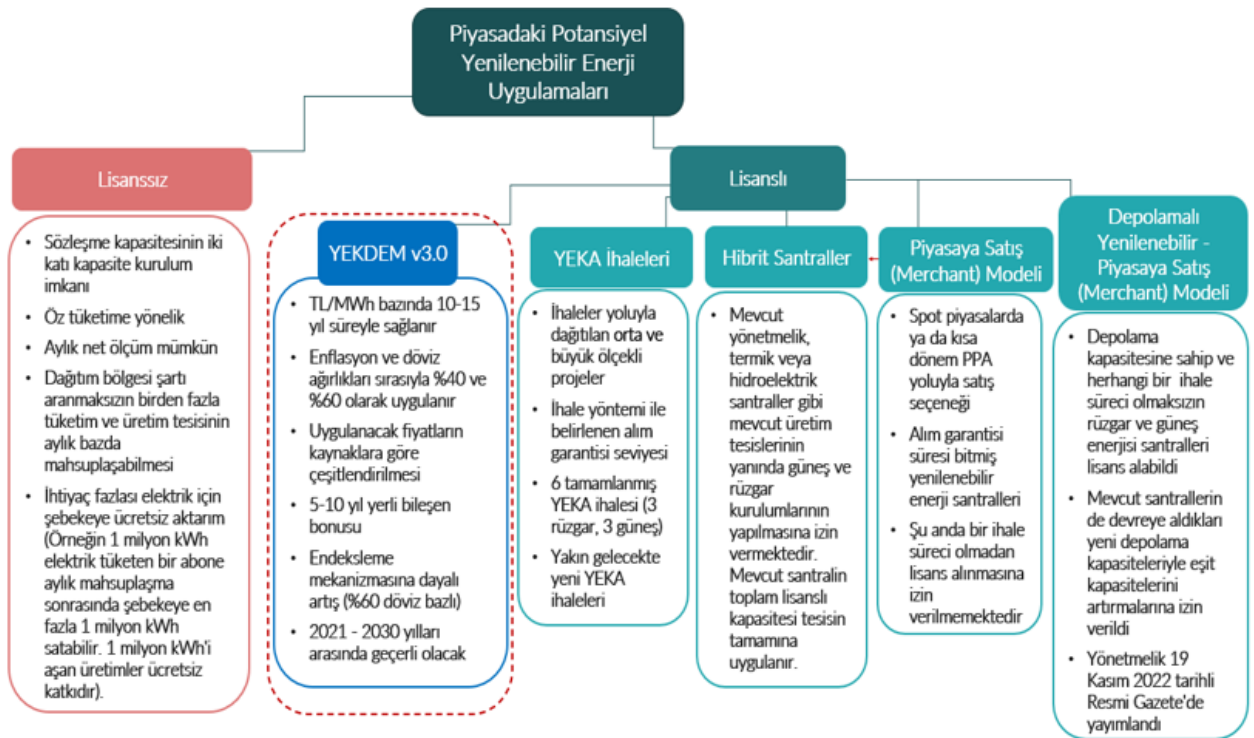 Piyasadaki Potansiyel
Yenilenebilir Enerji
Uygulamaları
Lisanssız
• Sözleşme kapasitesinin iki
katı kapasite kurulum
imkanı
• Öz tüketime yönelik
• Aylık net ölçüm mümkün
• Dağıtım bölgesi şartı
aranmaksızın birden fazla
tüketim ve üretim tesisinin
aylık bazda
mahsuplaşabilmesi
• İhtiyaç fazlası elektrik için
şebekeye ücretsiz aktarım
(Örneğin 1 milyon kWh
elektrik tüketen bir abone
aylık mahsuplaşma
sonrasında şebekeye en
fazla 1 milyon kWh
satabilir. 1 milyon kWh'i
aşan üretimler ücretsiz
katkıdır).
Lisanslı
YEKDEM v3.0
• TL/MWh bazında 10-15
yıl süreyle sağlanır
• Enflasyon ve döviz
ağırlıkları sırasıyla %40 ve
%60 olarak uygulanır
• Uygulanacak fiyatların
kaynaklara göre
çeşitlendirilmesi
• 5-10 yıl yerli bileşen
bonusu
• Endeksleme
mekanizmasına dayalı
artış (%60 döviz bazlı)
• 2021 - 2030 yılları
arasında geçerli olacak
YEKA İhaleleri
• İhaleler yoluyla
dağıtılan orta ve
büyük ölçekli
projeler
• İhale yöntemi ile
belirlenen alım
garantisi seviyesi
• 6 tamamlanmış
YEKA ihalesi (3
rüzgar, 3 güneş)
• Yakın gelecekte
yeni YEKA
ihaleleri
Hibrit Santraller
• Mevcut
yönetmelik,
termik veya
hidroelektrik
santraller gibi
mevcut üretim
tesislerinin
yanında güneş ve
rüzgar
kurulumlarının
yapılmasına izin
vermektedir.
Mevcut santralin
toplam lisanslı
kapasitesi tesisin
tamamına
uygulanır.
Piyasaya Satış
(Merchant) Modeli
• Spot piyasalarda
ya da kısa
dönem PPA
yoluyla satış
seçeneği
• Alım garantisi
süresi bitmiş
yenilenebilir
enerji santralleri
• Şu anda bir ihale
süreci olmadan
lisans alınmasına
izin
verilmemektedir
Depolamalı
Yenilenebilir -
Piyasaya Satış
(Merchant) Modeli
• Depolama
kapasitesine sahip ve
herhangi bir ihale
süreci olmaksızın
rüzgar ve güneş
enerjisi santralleri
lisans alabildi
• Mevcut santrallerin
de devreye aldıkları
yeni depolama
kapasiteleriyle eşit
kapasitelerini
artırmalarına izin
verildi
• Yönetmelik 19
Kasım 2022 tarihli
Resmi Gazete'de
yayımlandı